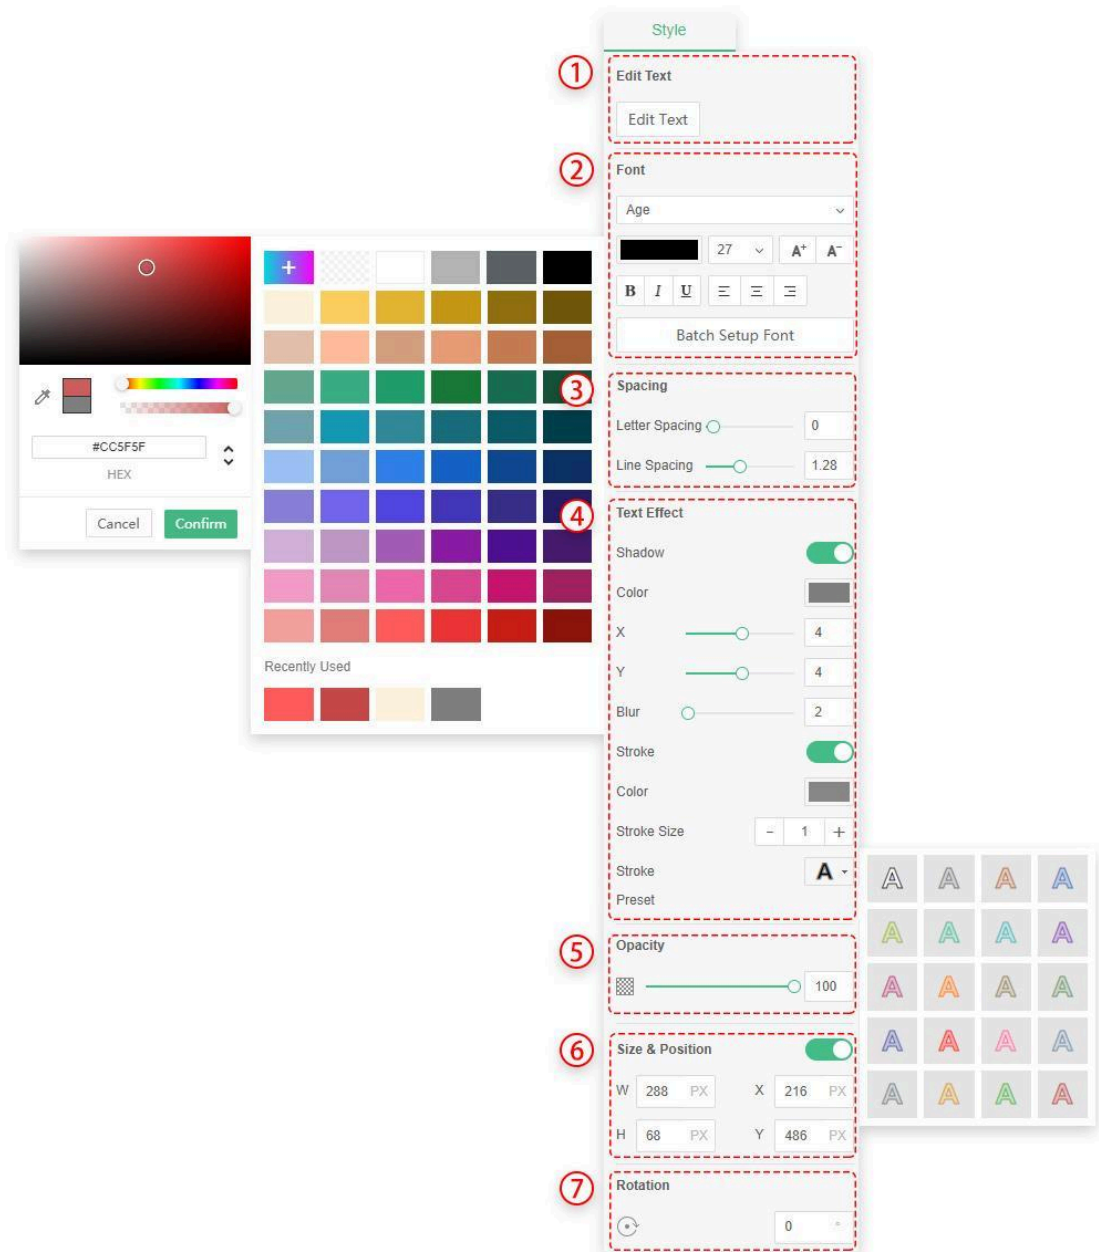 Style
① Edit Text
Edit Text
② Font
Age
27 A+ A−
B I U
Batch Setup Font
③ Spacing
Letter Spacing 0
Line Spacing 1.28
④ Text Effect
Shadow
Color
X 4
Y 4
Blur 2
Stroke
Color
Stroke Size - 1 +
Stroke A
Preset
⑤ Opacity
100
⑥ Size & Position
W 288 PX X 216 PX
H 68 PX Y 486 PX
⑦ Rotation
0 °
#CC5F5F
HEX
Cancel Confirm
+
Recently Used
A A A A
A A A A
A A A A
A A A A
A A A A